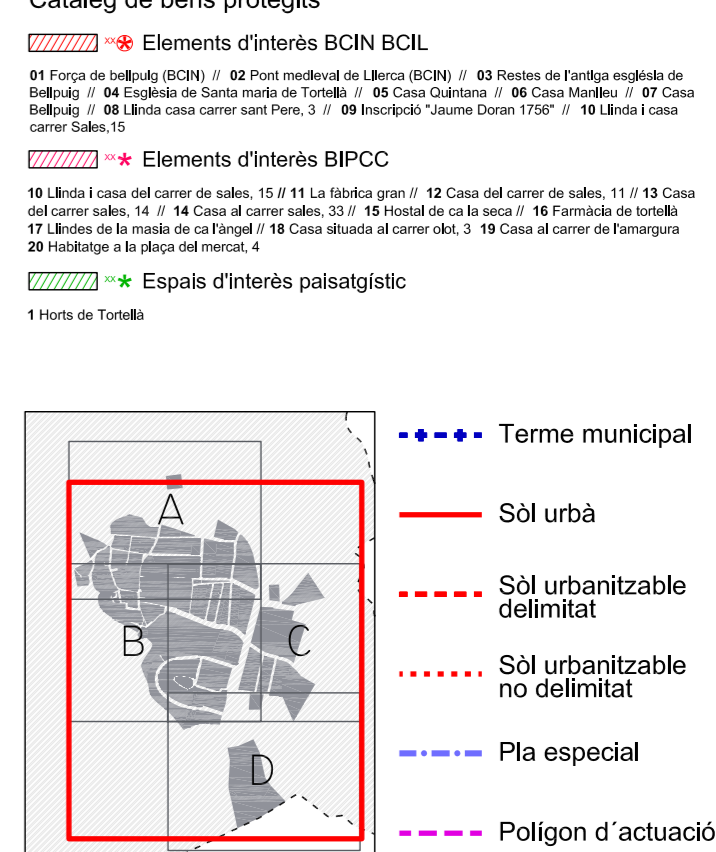 Catàleg de bens protegits
xx Elements d'interès BCIN BCIL
01 Força de bellpuig (BCIN) // 02 Pont medieval de Llierca (BCIN) // 03 Restes de l'antiga església de
Bellpuig // 04 Esglèsia de Santa maria de Tortellà // 05 Casa Quintana // 06 Casa Manlleu // 07 Casa
Bellpuig // 08 Llinda casa carrer sant Pere, 3 // 09 Inscripció "Jaume Doran 1756" // 10 Llinda i casa
carrer Sales,15
xx Elements d'interès BIPCC
10 Llinda i casa del carrer de sales, 15 // 11 La fàbrica gran // 12 Casa del carrer de sales, 11 // 13 Casa
del carrer sales, 14 // 14 Casa al carrer sales, 33 // 15 Hostal de ca la seca // 16 Farmàcia de tortellà
17 Llindes de la masia de ca l'àngel // 18 Casa situada al carrer olot, 3 19 Casa al carrer de l'amargura
20 Habitatge a la plaça del mercat, 4
xx Espais d'interès paisatgístic
1 Horts de Tortellà
A
B
C
D
Terme municipal
Sòl urbà
Sòl urbanitzable
delimitat
Sòl urbanitzable
no delimitat
Pla especial
Polígon d´actuació